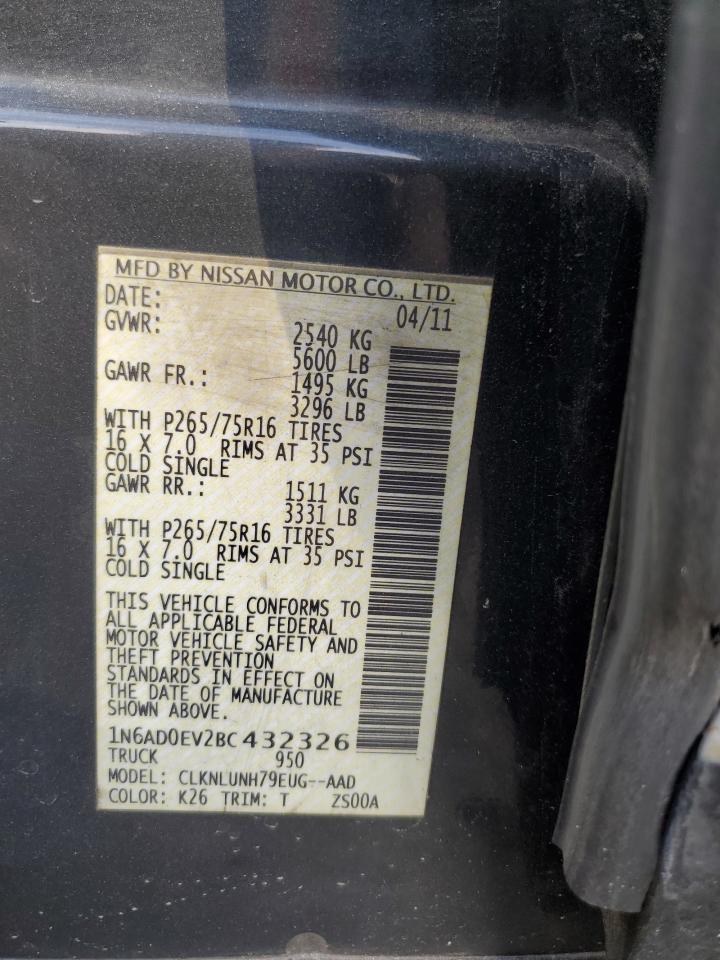 MFD BY NISSAN MOTOR CO., LTD.
DATE: 04/11
GVWR: 2540 KG
5600 LB
GAWR FR.: 1495 KG
3296 LB
WITH P265/75R16 TIRES
16 X 7.0 RIMS AT 35 PSI
COLD SINGLE
GAWR RR.: 1511 KG
3331 LB
WITH P265/75R16 TIRES
16 X 7.0 RIMS AT 35 PSI
COLD SINGLE
THIS VEHICLE CONFORMS TO
ALL APPLICABLE FEDERAL
MOTOR VEHICLE SAFETY AND
THEFT PREVENTION
STANDARDS IN EFFECT ON
THE DATE OF MANUFACTURE
SHOWN ABOVE.
1N6AD0EV2BC432326
TRUCK 950
MODEL: CLKNLUNH79EUG--AAD
COLOR: K26 TRIM: T ZS00A